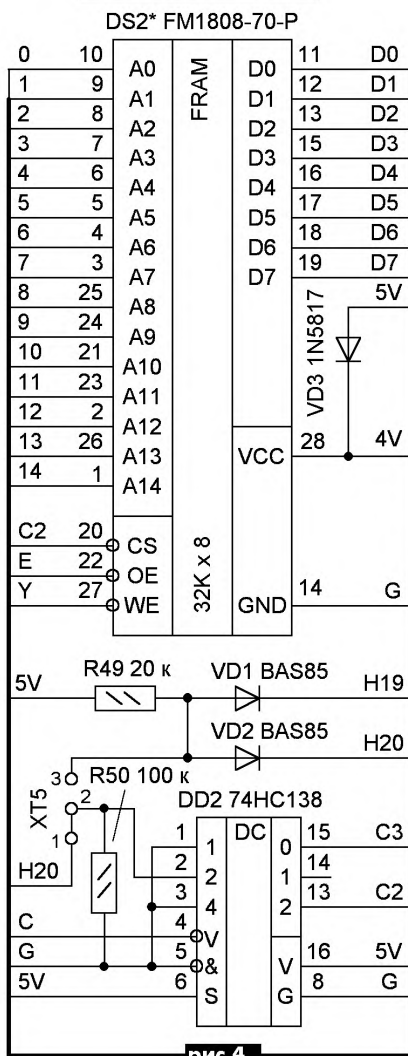 DS2* FM1808-70-P
0 10 A0 FRAM D0 11 D0
1 9 A1 D1 12 D1
2 8 A2 D2 13 D2
3 7 A3 D3 15 D3
4 6 A4 D4 16 D4
5 5 A5 D5 17 D5
6 4 A6 D6 18 D6
7 3 A7 D7 19 D7
8 25 A8 5V
9 24 A9
10 21 A10
11 23 A11
VD3 1N5817
12 2 A12
13 26 A13 VCC 28 4V
14 1 A14
C2 20 CS
E 22 OE
Y 27 WE 32K x 8 GND 14 G
5V R49 20 к VD1 BAS85 H19
VD2 BAS85 H20
3 R50 100 к
XT5 2 DD2 74HC138
1
1 1 DC 0 15 C3
H20 2 2 1 14
3 4 2 13 C2
C 4 V
G 5 & V 16 5V
5V 6 S G 8 G
рис 4